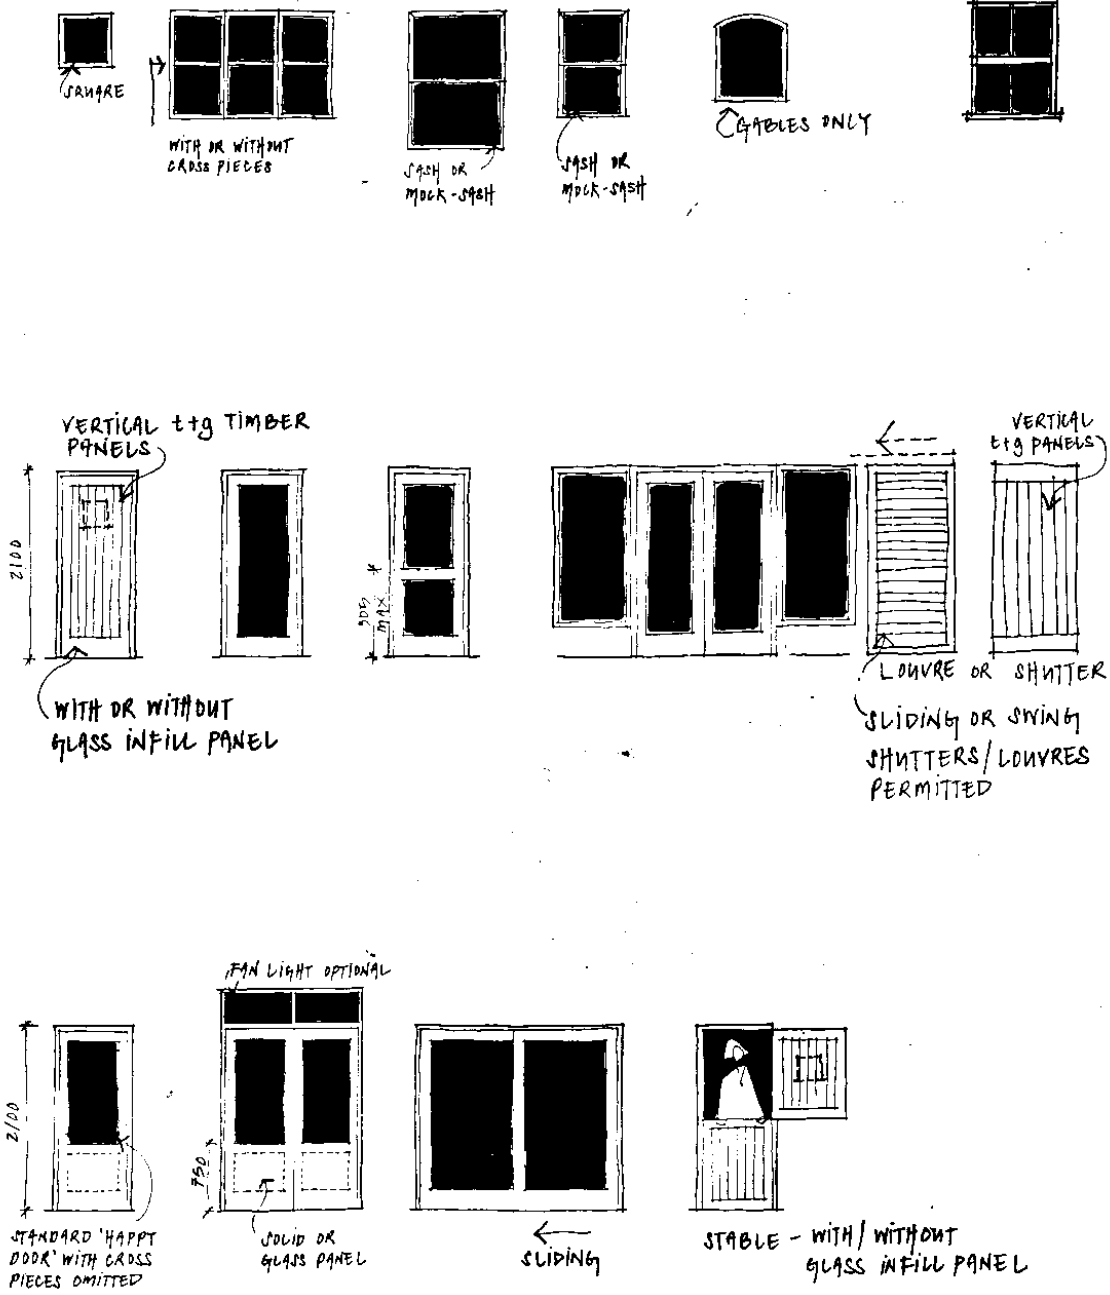 SQUARE
WITH OR WITHOUT
CROSS PIECES
SASH OR
MOCK-SASH
SASH OR
MOCK-SASH
GABLES ONLY
VERTICAL t+g TIMBER
PANELS
2100
WITH OR WITHOUT
GLASS INFILL PANEL
MAX
VERTICAL
t+g PANELS
LOUVRE OR SHUTTER
SLIDING OR SWING
SHUTTERS/LOUVRES
PERMITTED
FAN LIGHT OPTIONAL
2100
STANDARD 'HAPPY
DOOR' WITH CROSS
PIECES OMITTED
SOLID OR
GLASS PANEL
SLIDING
STABLE - WITH/WITHOUT
GLASS INFILL PANEL